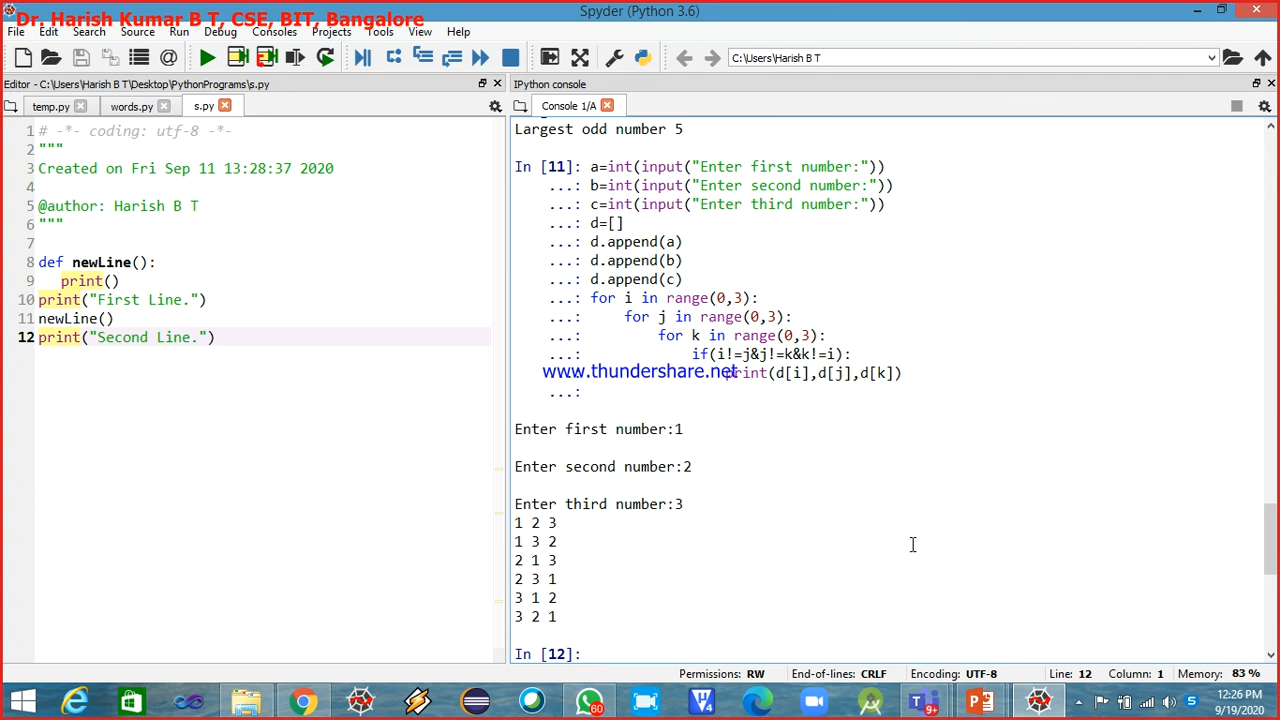 Dr. Harish Kumar B T, CSE, BIT, Bangalore
Spyder (Python 3.6)
File Edit Search Source Run Debug Consoles Projects Tools View Help
C:\Users\Harish B T
Editor - C:\Users\Harish B T\Desktop\PythonPrograms\s.py
temp.py words.py s.py
1 # -*- coding: utf-8 -*-
2 """
3 Created on Fri Sep 11 13:28:37 2020
4
5 @author: Harish B T
6 """
7
8 def newLine():
9 print()
10 print("First Line.")
11 newLine()
12 print("Second Line.")
IPython console
Console 1/A
Largest odd number 5
In [11]: a=int(input("Enter first number:"))
...: b=int(input("Enter second number:"))
...: c=int(input("Enter third number:"))
...: d=[]
...: d.append(a)
...: d.append(b)
...: d.append(c)
...: for i in range(0,3):
...: for j in range(0,3):
...: for k in range(0,3):
...: if(i!=j&j!=k&k!=i):
www.thundershare.net print(d[i],d[j],d[k])
...:
Enter first number:1
Enter second number:2
Enter third number:3
1 2 3
1 3 2
2 1 3
2 3 1
3 1 2
3 2 1
In [12]:
Permissions: RW End-of-lines: CRLF Encoding: UTF-8 Line: 12 Column: 1 Memory: 83 %
60
9+
12:26 PM
9/19/2020